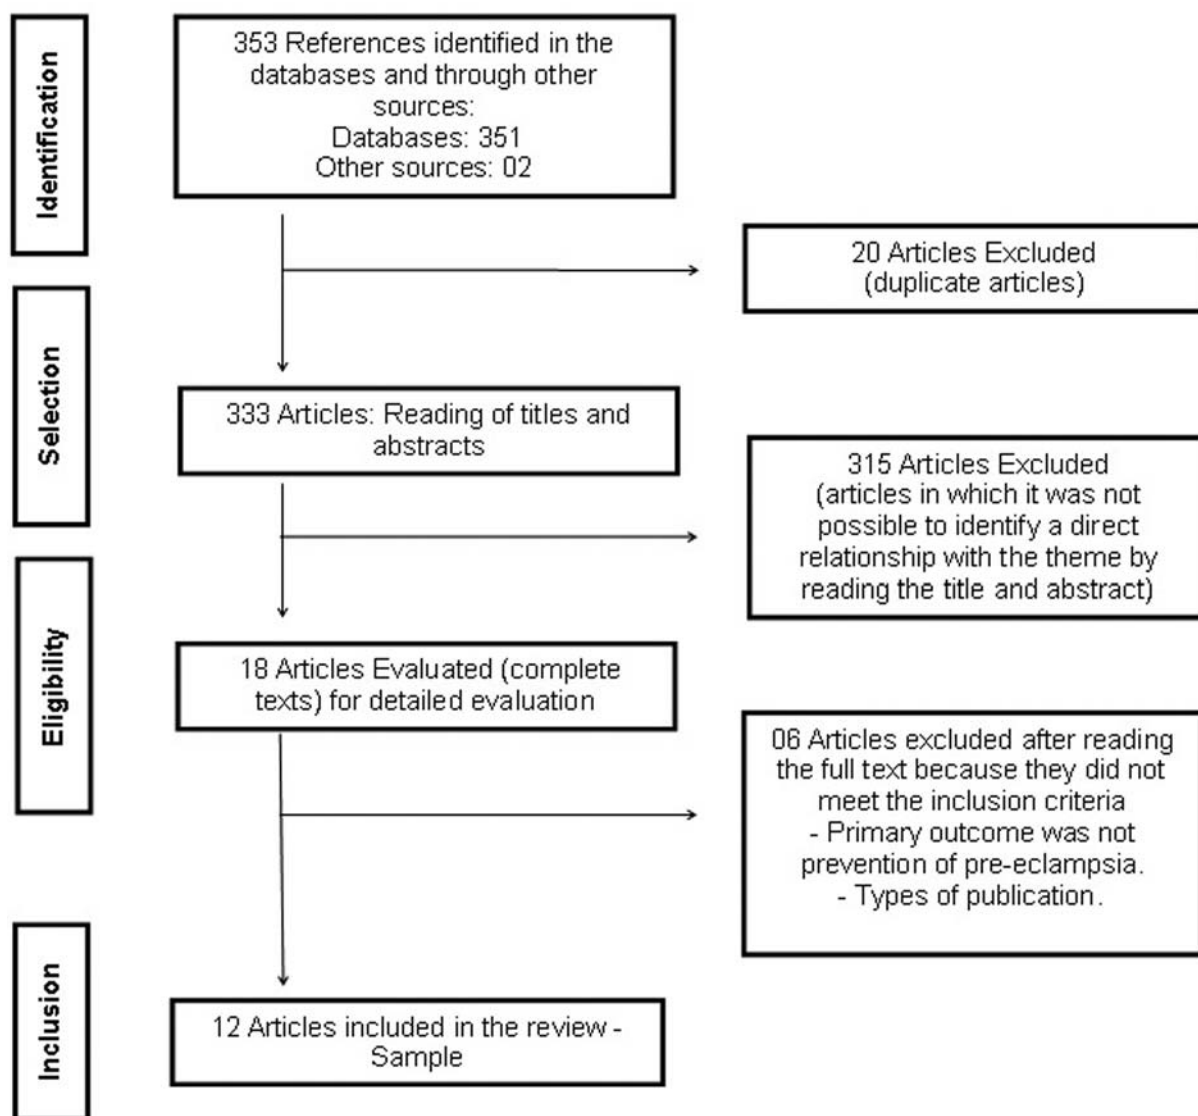 Identification
353 References identified in the
databases and through other
sources:
Databases: 351
Other sources: 02
20 Articles Excluded
(duplicate articles)
Selection
333 Articles: Reading of titles and
abstracts
315 Articles Excluded
(articles in which it was not
possible to identify a direct
relationship with the theme by
reading the title and abstract)
Eligibility
18 Articles Evaluated (complete
texts) for detailed evaluation
06 Articles excluded after reading
the full text because they did not
meet the inclusion criteria
- Primary outcome was not
prevention of pre-eclampsia.
- Types of publication.
Inclusion
12 Articles included in the review -
Sample